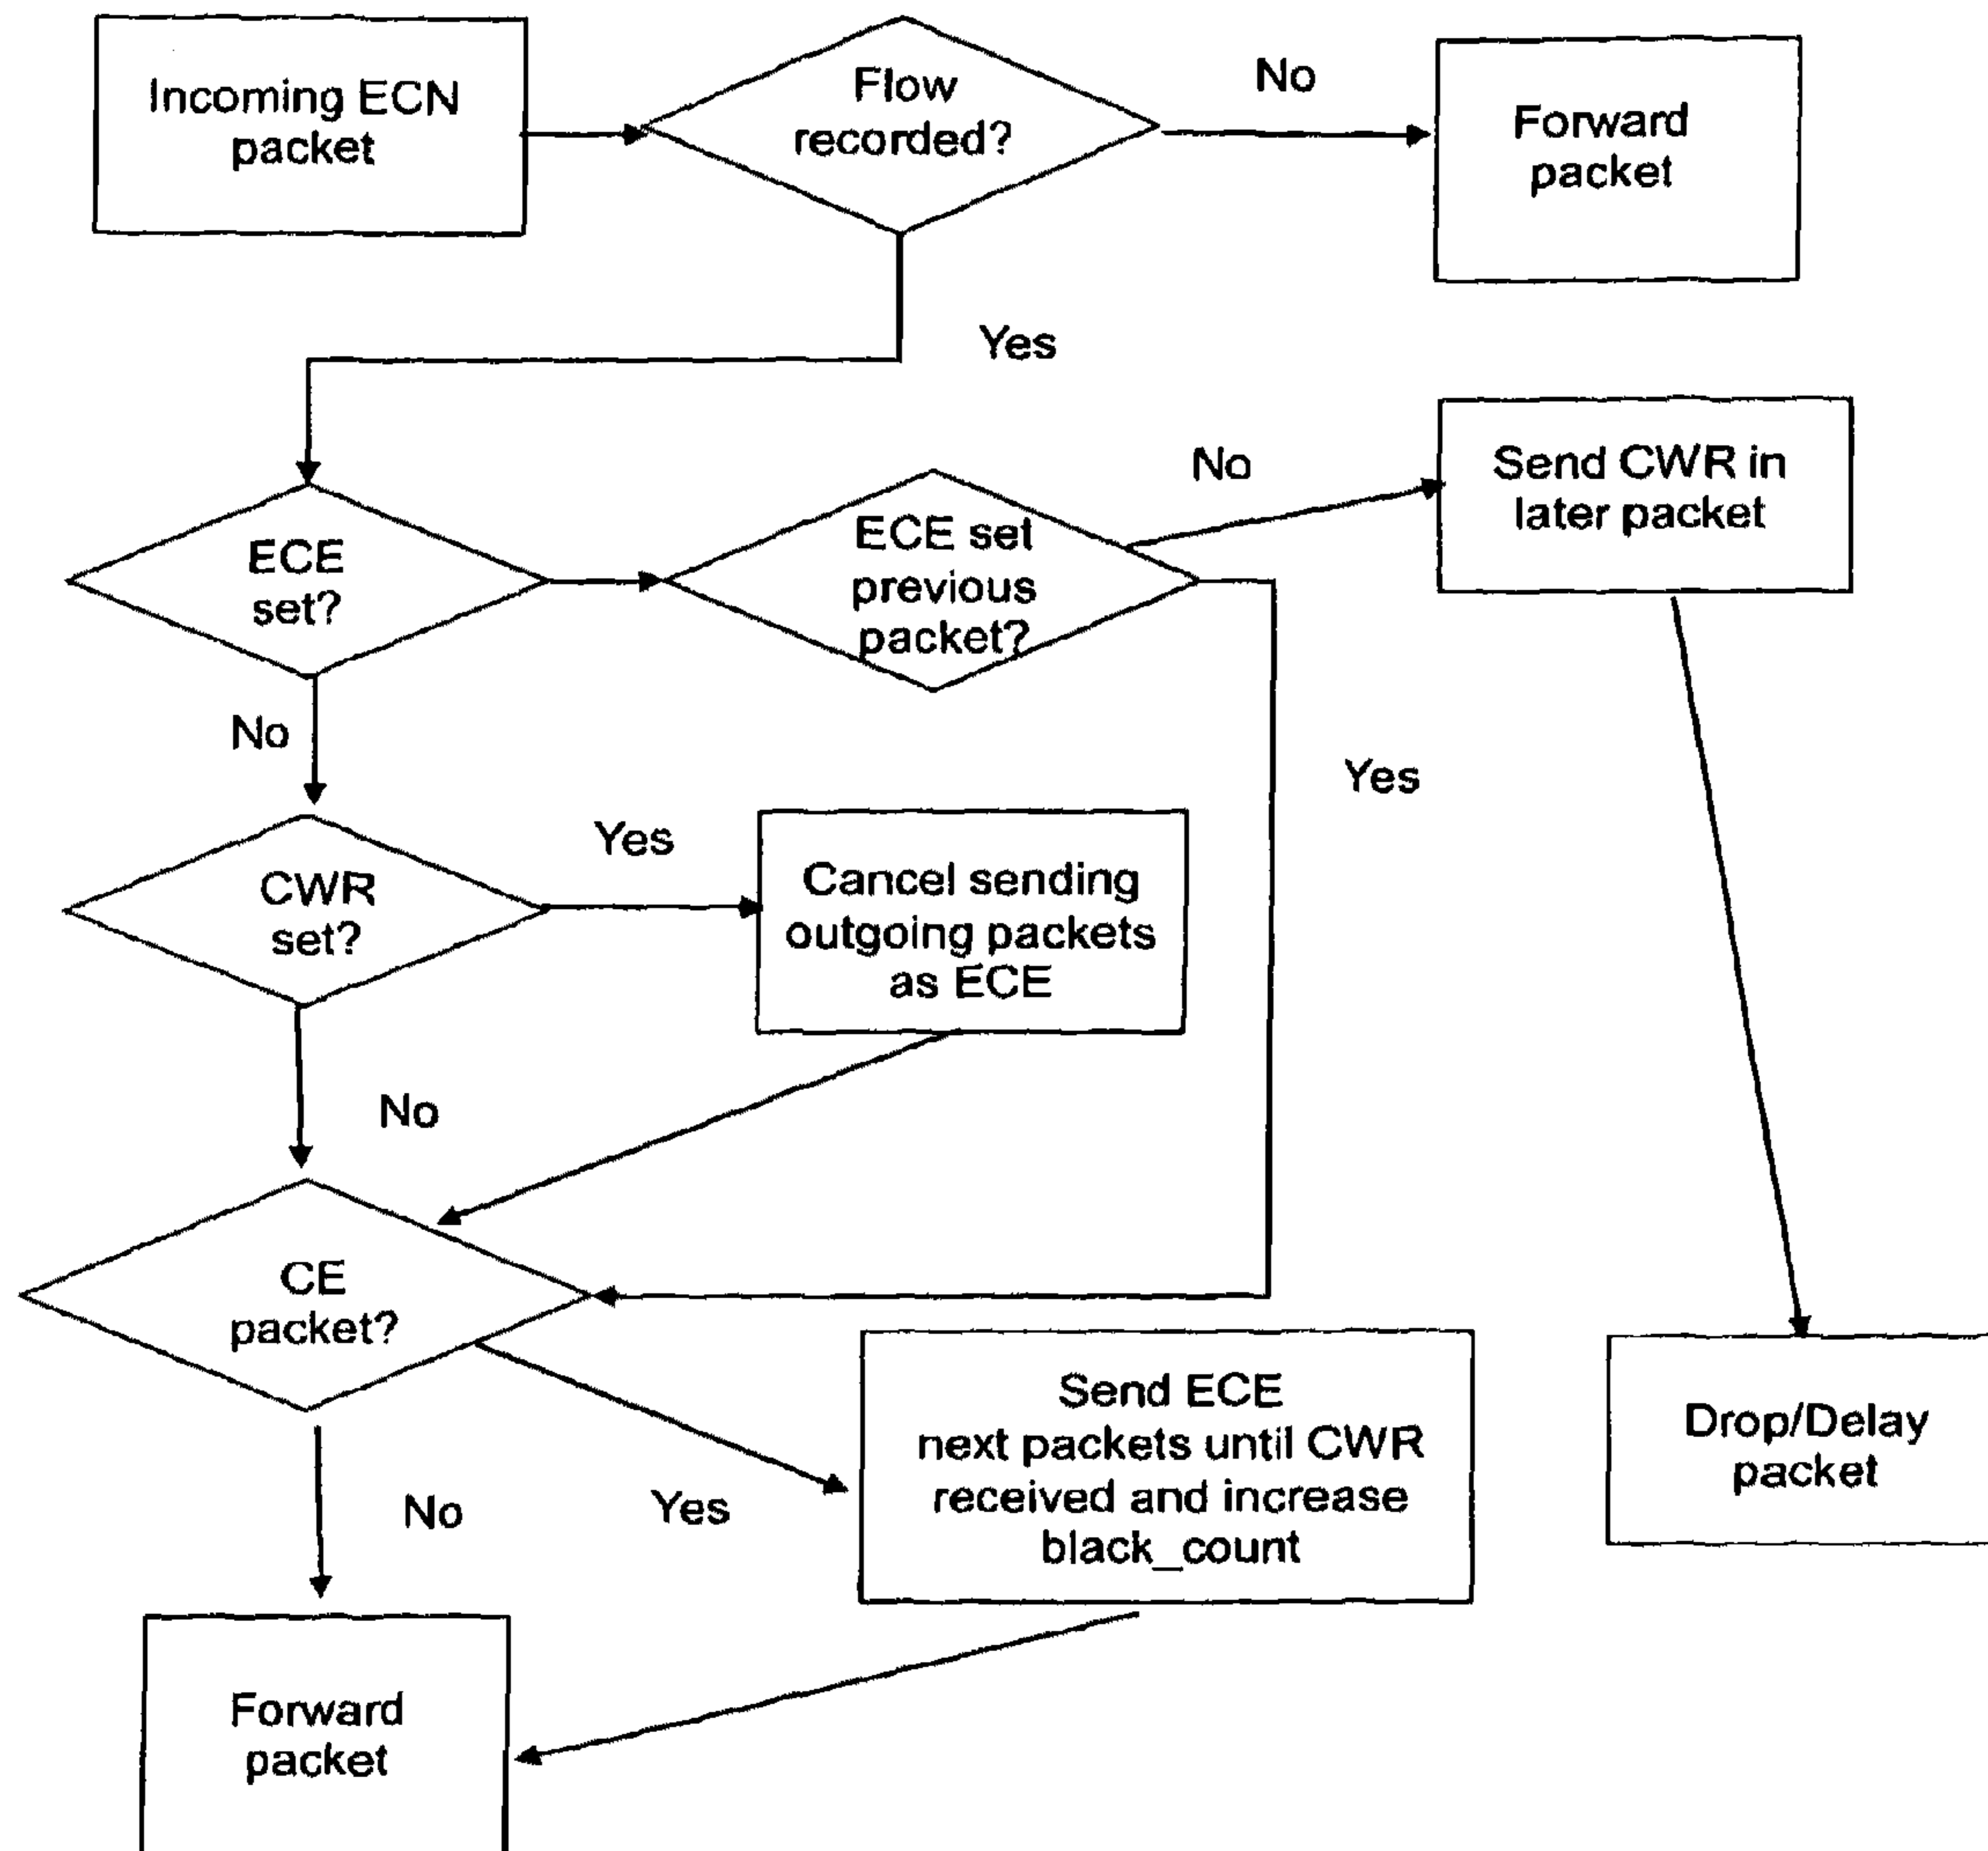 Incoming ECN
packet
Flow
recorded?
No
Forward
packet
Yes
ECE
set?
ECE set
previous
packet?
No
Send CWR in
later packet
No
Yes
CWR
set?
Yes
Cancel sending
outgoing packets
as ECE
No
CE
packet?
Send ECE
next packets until CWR
received and increase
black_count
Drop/Delay
packet
No
Yes
Forward
packet